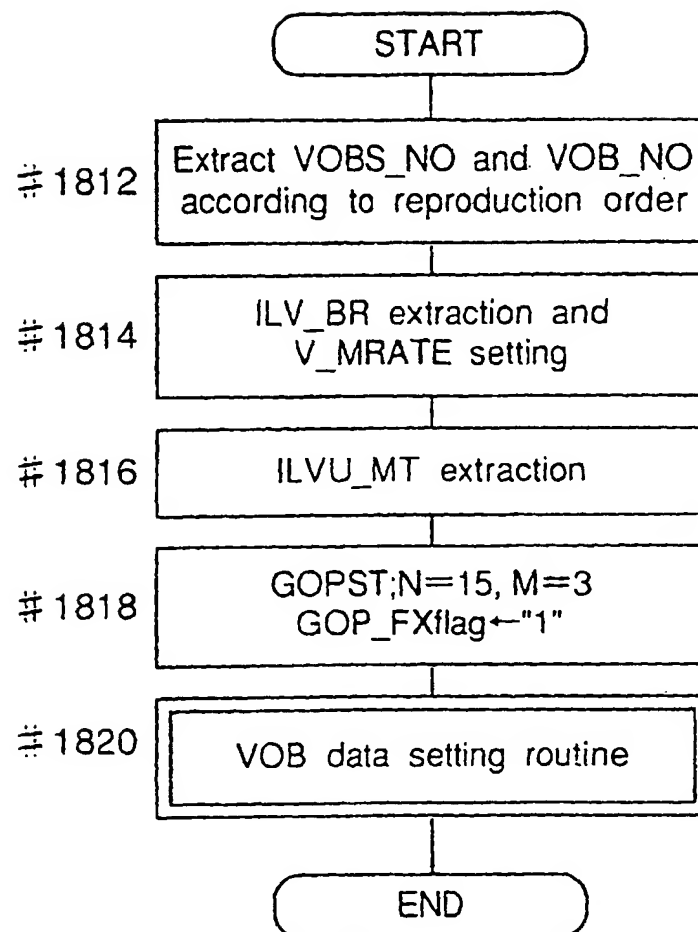 START
#1812
Extract VOBS_NO and VOB_NO
according to reproduction order
#1814
ILV_BR extraction and
V_MRATE setting
#1816
ILVU_MT extraction
#1818
GOPST;N=15, M=3
GOP_FXflag←"1"
#1820
VOB data setting routine
END